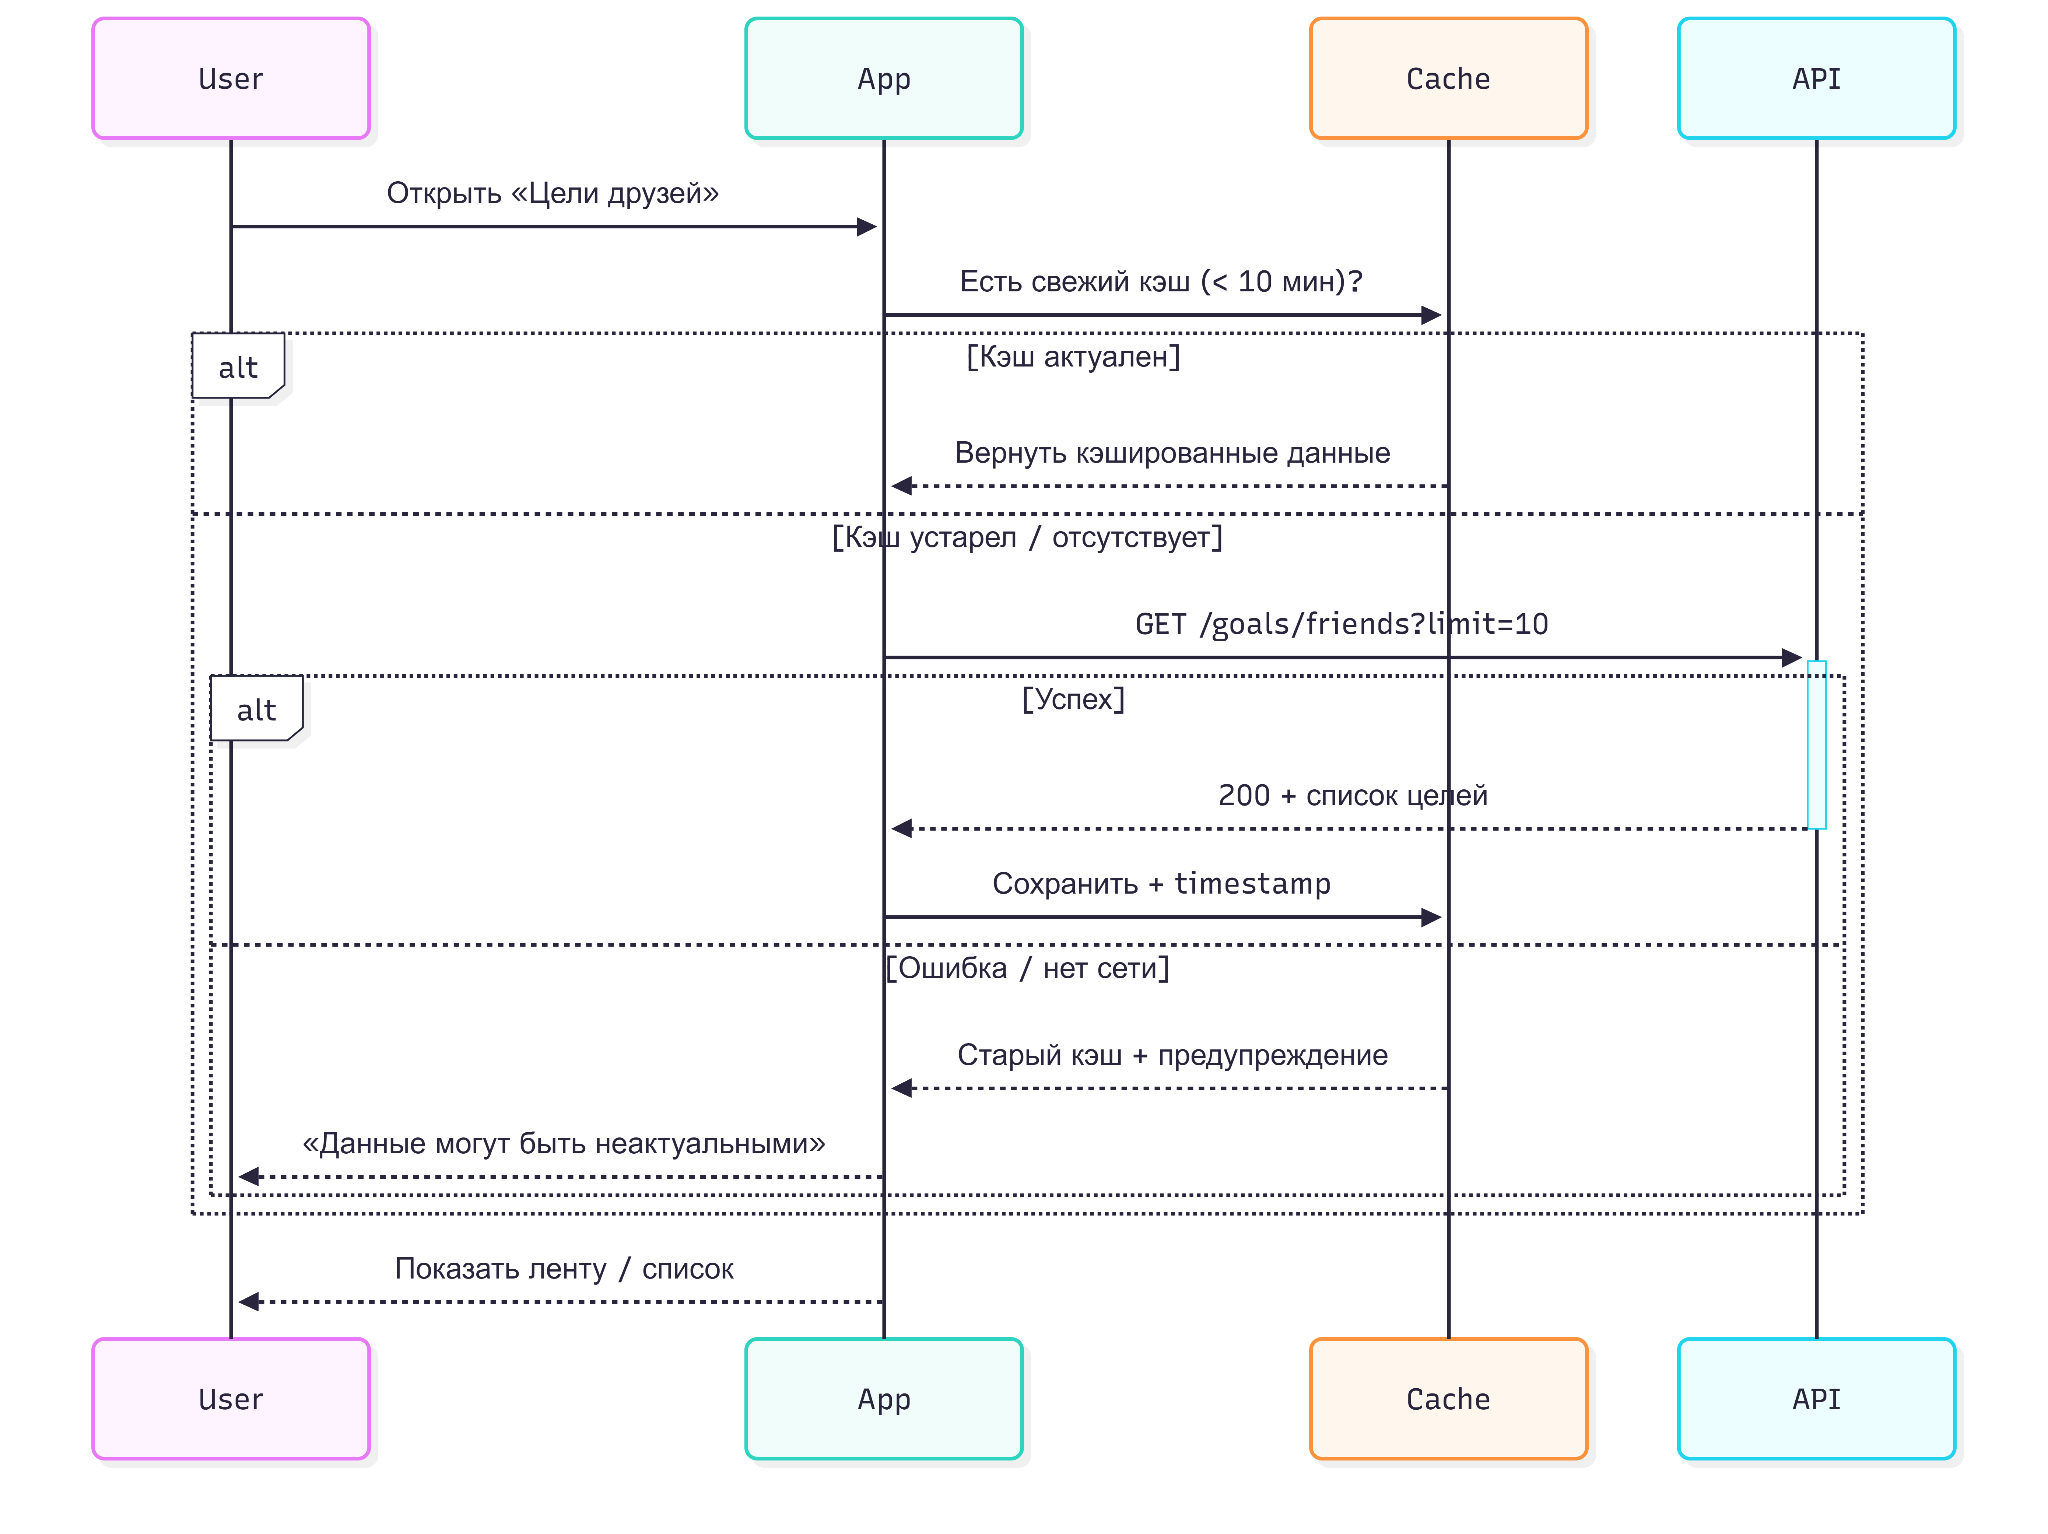 User
App
Cache
API
Открыть «Цели друзей»
Есть свежий кэш (< 10 мин)?
alt
[Кэш актуален]
Вернуть кэшированные данные
[Кэш устарел / отсутствует]
GET /goals/friends?limit=10
alt
[Успех]
200 + список целей
Сохранить + timestamp
[Ошибка / нет сети]
Старый кэш + предупреждение
«Данные могут быть неактуальными»
Показать ленту / список
User
App
Cache
API